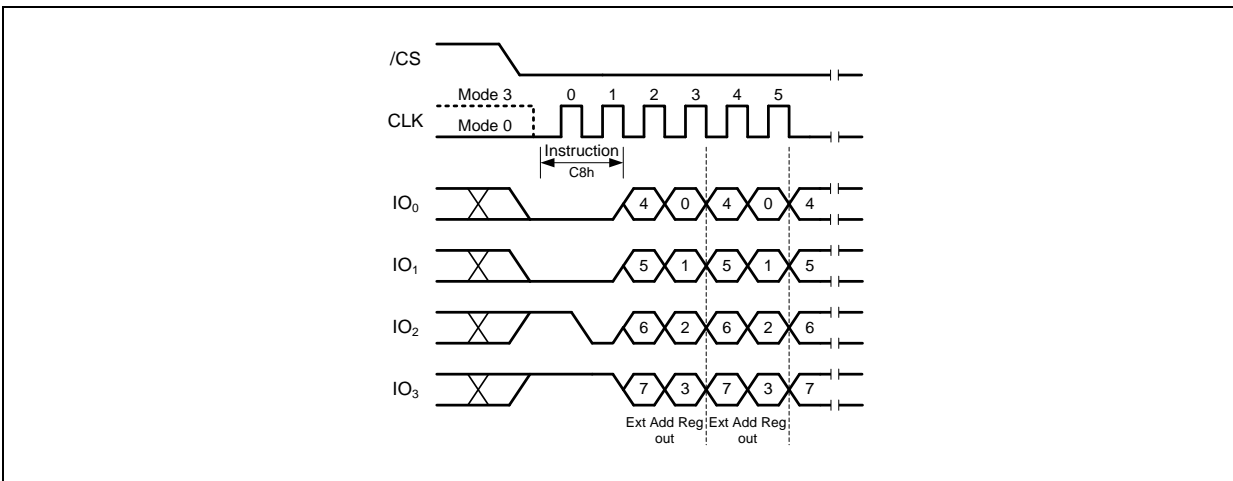 /CS
Mode 3 0 1 2 3 4 5
CLK Mode 0
Instruction
C8h
IO0 4 0 4 0 4
IO1 5 1 5 1 5
IO2 6 2 6 2 6
IO3 7 3 7 3 7
Ext Add Reg Ext Add Reg
out out